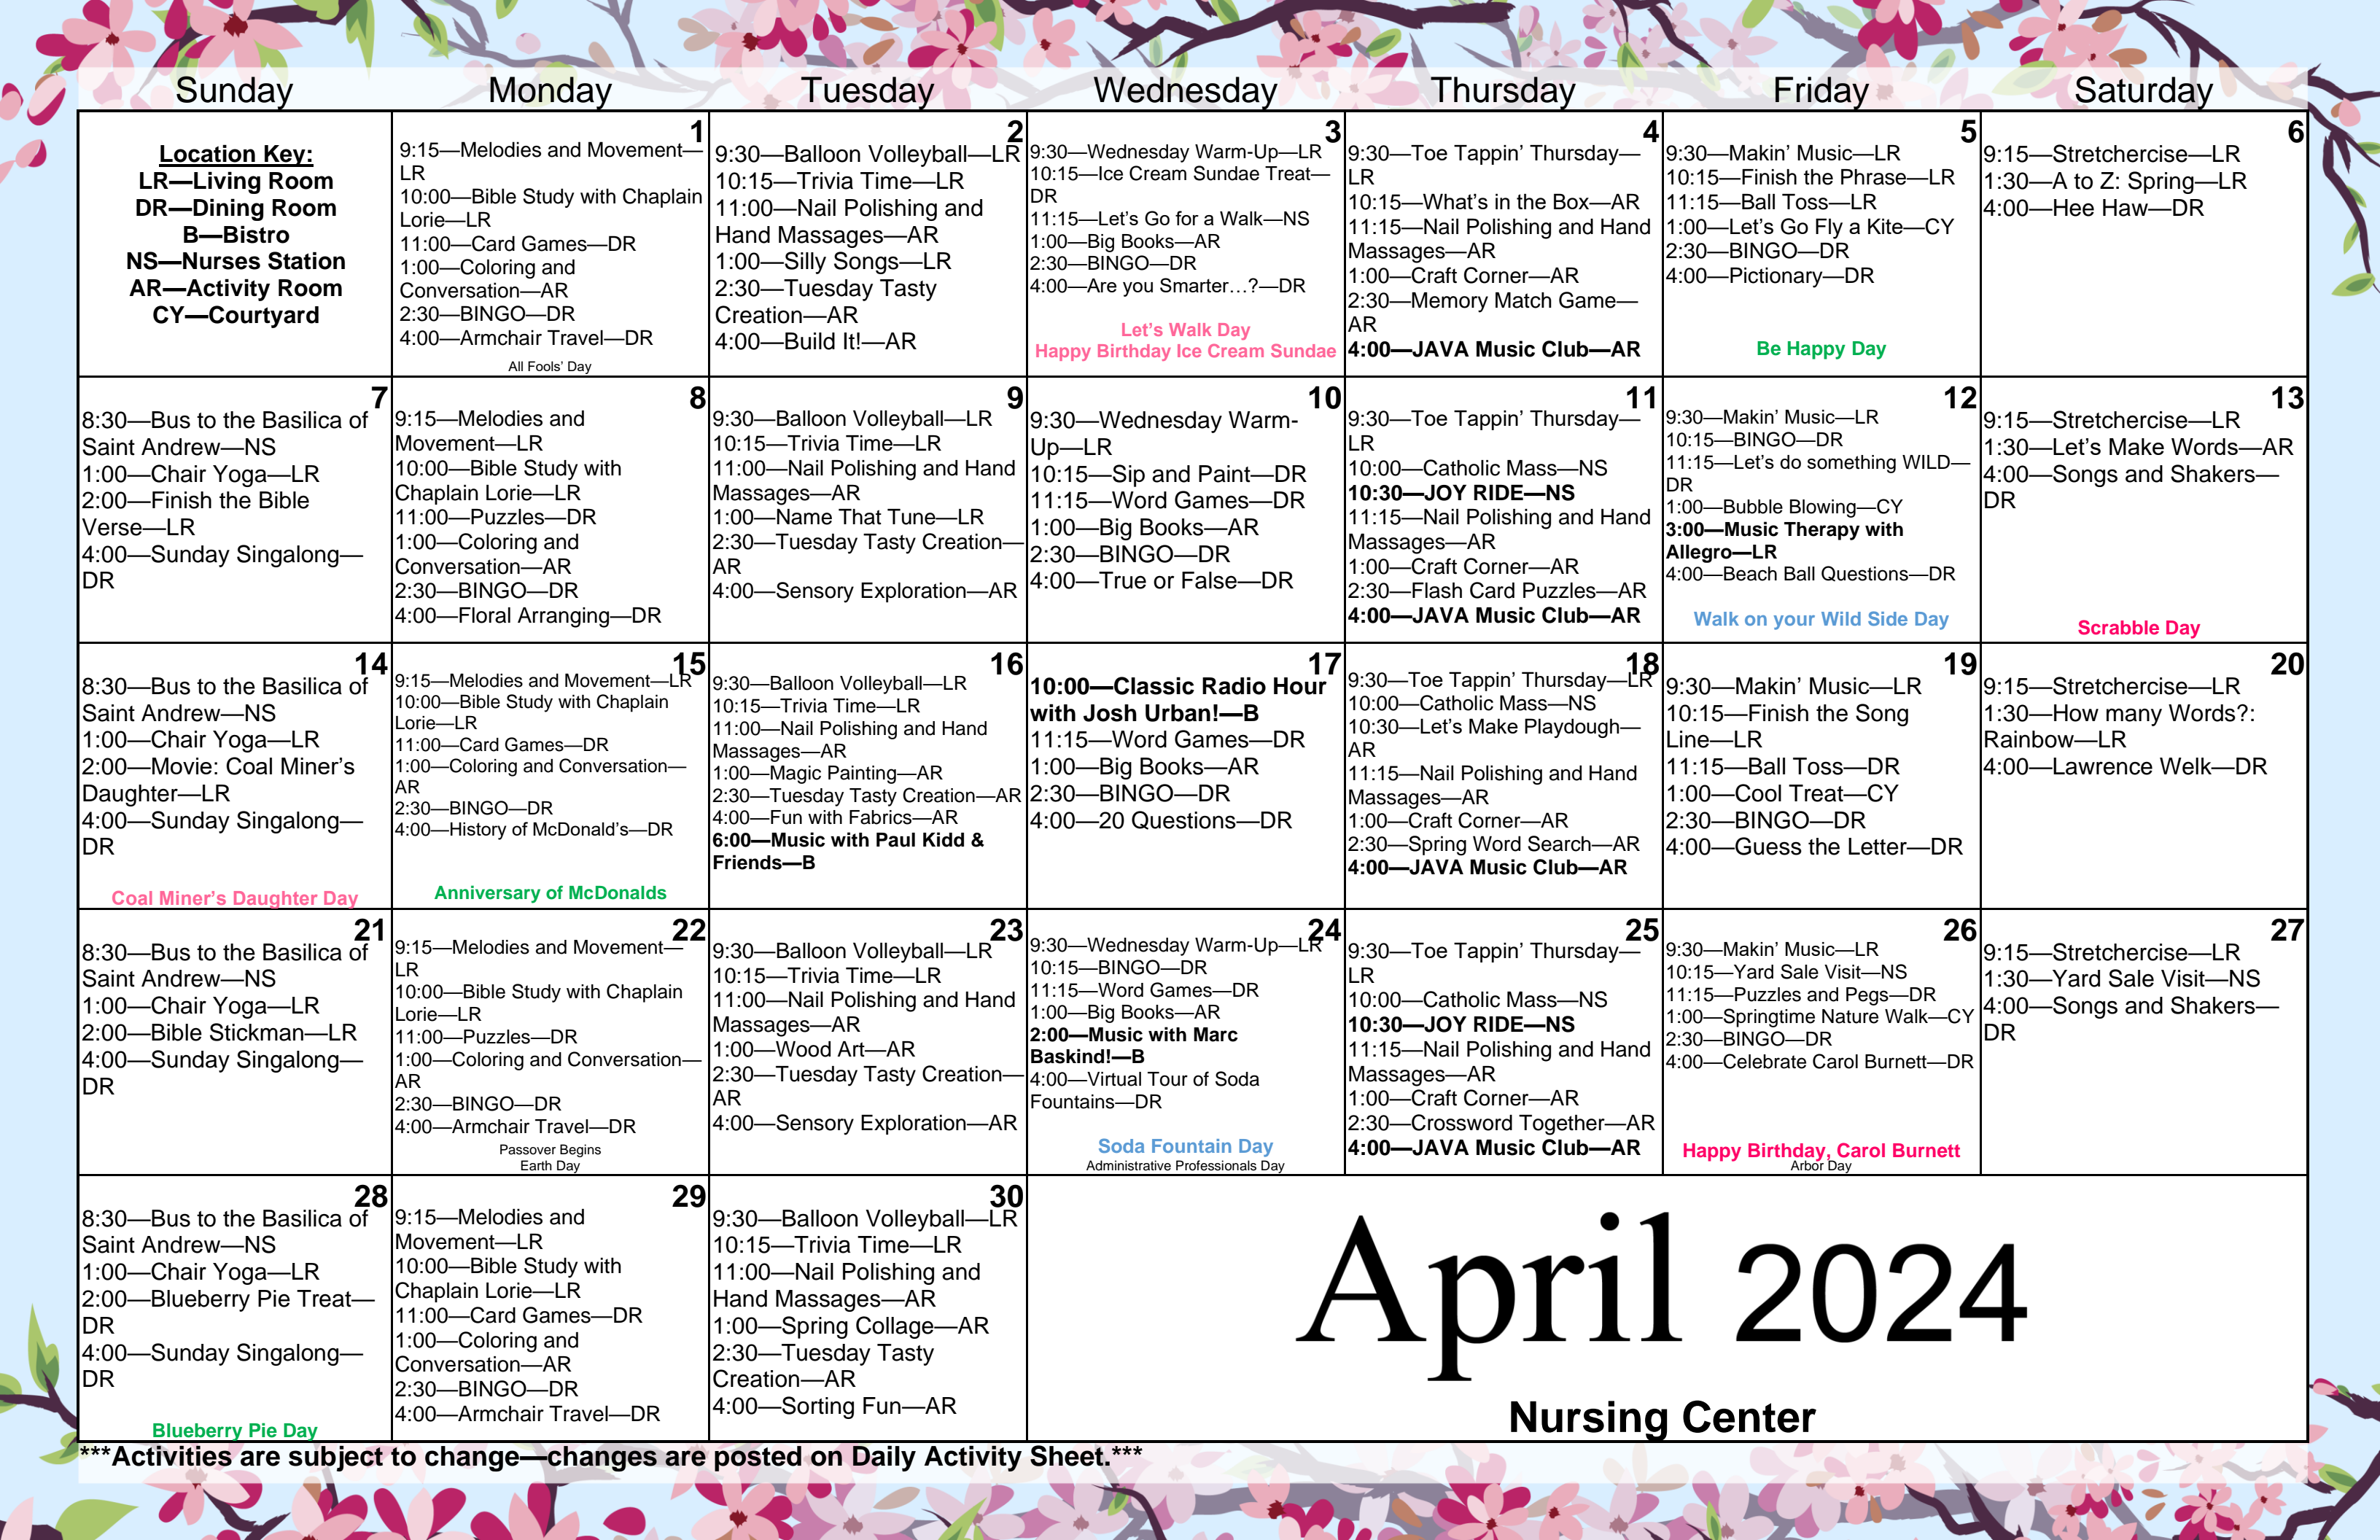 Sunday Monday Tuesday Wednesday Thursday Friday Saturday
Location Key:
LR—Living Room
DR—Dining Room
B—Bistro
NS—Nurses Station
AR—Activity Room
CY—Courtyard
1
9:15—Melodies and Movement—
LR
10:00—Bible Study with Chaplain
Lorie—LR
11:00—Card Games—DR
1:00—Coloring and
Conversation—AR
2:30—BINGO—DR
4:00—Armchair Travel—DR
All Fools’ Day
2
9:30—Balloon Volleyball—LR
10:15—Trivia Time—LR
11:00—Nail Polishing and
Hand Massages—AR
1:00—Silly Songs—LR
2:30—Tuesday Tasty
Creation—AR
4:00—Build It!—AR
3
9:30—Wednesday Warm-Up—LR
10:15—Ice Cream Sundae Treat—
DR
11:15—Let’s Go for a Walk—NS
1:00—Big Books—AR
2:30—BINGO—DR
4:00—Are you Smarter…?—DR
Let’s Walk Day
Happy Birthday Ice Cream Sundae
4
9:30—Toe Tappin’ Thursday—
LR
10:15—What’s in the Box—AR
11:15—Nail Polishing and Hand
Massages—AR
1:00—Craft Corner—AR
2:30—Memory Match Game—
AR
4:00—JAVA Music Club—AR
5
9:30—Makin’ Music—LR
10:15—Finish the Phrase—LR
11:15—Ball Toss—LR
1:00—Let’s Go Fly a Kite—CY
2:30—BINGO—DR
4:00—Pictionary—DR
Be Happy Day
6
9:15—Stretchercise—LR
1:30—A to Z: Spring—LR
4:00—Hee Haw—DR
7
8:30—Bus to the Basilica of
Saint Andrew—NS
1:00—Chair Yoga—LR
2:00—Finish the Bible
Verse—LR
4:00—Sunday Singalong—
DR
8
9:15—Melodies and
Movement—LR
10:00—Bible Study with
Chaplain Lorie—LR
11:00—Puzzles—DR
1:00—Coloring and
Conversation—AR
2:30—BINGO—DR
4:00—Floral Arranging—DR
9
9:30—Balloon Volleyball—LR
10:15—Trivia Time—LR
11:00—Nail Polishing and Hand
Massages—AR
1:00—Name That Tune—LR
2:30—Tuesday Tasty Creation—
AR
4:00—Sensory Exploration—AR
10
9:30—Wednesday Warm-
Up—LR
10:15—Sip and Paint—DR
11:15—Word Games—DR
1:00—Big Books—AR
2:30—BINGO—DR
4:00—True or False—DR
11
9:30—Toe Tappin’ Thursday—
LR
10:00—Catholic Mass—NS
10:30—JOY RIDE—NS
11:15—Nail Polishing and Hand
Massages—AR
1:00—Craft Corner—AR
2:30—Flash Card Puzzles—AR
4:00—JAVA Music Club—AR
12
9:30—Makin’ Music—LR
10:15—BINGO—DR
11:15—Let’s do something WILD—
DR
1:00—Bubble Blowing—CY
3:00—Music Therapy with
Allegro—LR
4:00—Beach Ball Questions—DR
Walk on your Wild Side Day
13
9:15—Stretchercise—LR
1:30—Let’s Make Words—AR
4:00—Songs and Shakers—
DR
Scrabble Day
14
8:30—Bus to the Basilica of
Saint Andrew—NS
1:00—Chair Yoga—LR
2:00—Movie: Coal Miner’s
Daughter—LR
4:00—Sunday Singalong—
DR
Coal Miner’s Daughter Day
15
9:15—Melodies and Movement—LR
10:00—Bible Study with Chaplain
Lorie—LR
11:00—Card Games—DR
1:00—Coloring and Conversation—
AR
2:30—BINGO—DR
4:00—History of McDonald’s—DR
Anniversary of McDonalds
16
9:30—Balloon Volleyball—LR
10:15—Trivia Time—LR
11:00—Nail Polishing and Hand
Massages—AR
1:00—Magic Painting—AR
2:30—Tuesday Tasty Creation—AR
4:00—Fun with Fabrics—AR
6:00—Music with Paul Kidd &
Friends—B
17
10:00—Classic Radio Hour
with Josh Urban!—B
11:15—Word Games—DR
1:00—Big Books—AR
2:30—BINGO—DR
4:00—20 Questions—DR
18
9:30—Toe Tappin’ Thursday—LR
10:00—Catholic Mass—NS
10:30—Let’s Make Playdough—
AR
11:15—Nail Polishing and Hand
Massages—AR
1:00—Craft Corner—AR
2:30—Spring Word Search—AR
4:00—JAVA Music Club—AR
19
9:30—Makin’ Music—LR
10:15—Finish the Song
Line—LR
11:15—Ball Toss—DR
1:00—Cool Treat—CY
2:30—BINGO—DR
4:00—Guess the Letter—DR
20
9:15—Stretchercise—LR
1:30—How many Words?:
Rainbow—LR
4:00—Lawrence Welk—DR
21
8:30—Bus to the Basilica of
Saint Andrew—NS
1:00—Chair Yoga—LR
2:00—Bible Stickman—LR
4:00—Sunday Singalong—
DR
22
9:15—Melodies and Movement—
LR
10:00—Bible Study with Chaplain
Lorie—LR
11:00—Puzzles—DR
1:00—Coloring and Conversation—
AR
2:30—BINGO—DR
4:00—Armchair Travel—DR
Passover Begins
Earth Day
23
9:30—Balloon Volleyball—LR
10:15—Trivia Time—LR
11:00—Nail Polishing and Hand
Massages—AR
1:00—Wood Art—AR
2:30—Tuesday Tasty Creation—
AR
4:00—Sensory Exploration—AR
24
9:30—Wednesday Warm-Up—LR
10:15—BINGO—DR
11:15—Word Games—DR
1:00—Big Books—AR
2:00—Music with Marc
Baskind!—B
4:00—Virtual Tour of Soda
Fountains—DR
Soda Fountain Day
Administrative Professionals Day
25
9:30—Toe Tappin’ Thursday—
LR
10:00—Catholic Mass—NS
10:30—JOY RIDE—NS
11:15—Nail Polishing and Hand
Massages—AR
1:00—Craft Corner—AR
2:30—Crossword Together—AR
4:00—JAVA Music Club—AR
26
9:30—Makin’ Music—LR
10:15—Yard Sale Visit—NS
11:15—Puzzles and Pegs—DR
1:00—Springtime Nature Walk—CY
2:30—BINGO—DR
4:00—Celebrate Carol Burnett—DR
Happy Birthday, Carol Burnett
Arbor Day
27
9:15—Stretchercise—LR
1:30—Yard Sale Visit—NS
4:00—Songs and Shakers—
DR
28
8:30—Bus to the Basilica of
Saint Andrew—NS
1:00—Chair Yoga—LR
2:00—Blueberry Pie Treat—
DR
4:00—Sunday Singalong—
DR
Blueberry Pie Day
29
9:15—Melodies and
Movement—LR
10:00—Bible Study with
Chaplain Lorie—LR
11:00—Card Games—DR
1:00—Coloring and
Conversation—AR
2:30—BINGO—DR
4:00—Armchair Travel—DR
30
9:30—Balloon Volleyball—LR
10:15—Trivia Time—LR
11:00—Nail Polishing and
Hand Massages—AR
1:00—Spring Collage—AR
2:30—Tuesday Tasty
Creation—AR
4:00—Sorting Fun—AR
April 2024
Nursing Center
***Activities are subject to change—changes are posted on Daily Activity Sheet.***